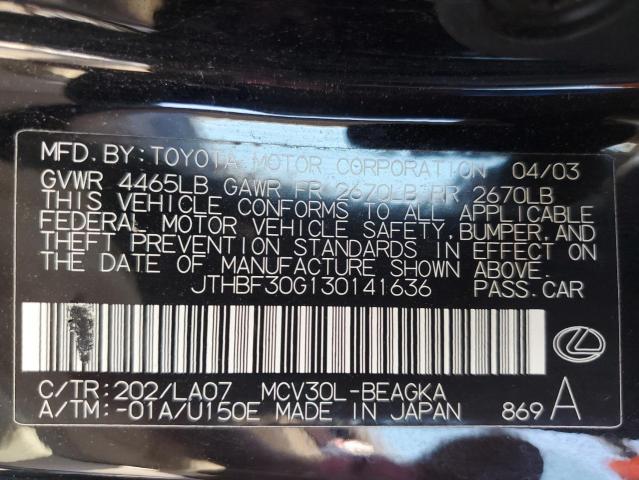 MFD. BY: TOYOTA MOTOR CORPORATION 04/03
GVWR 4465LB GAWR FR 2670LB RR 2670LB
THIS VEHICLE CONFORMS TO ALL APPLICABLE
FEDERAL MOTOR VEHICLE SAFETY, BUMPER, AND
THEFT PREVENTION STANDARDS IN EFFECT ON
THE DATE OF MANUFACTURE SHOWN ABOVE.
JTHBF30G130141636 PASS. CAR
C/TR: 202/LA07 MCV30L-BEAGKA
A/TM: -01A/U150E MADE IN JAPAN 869 A